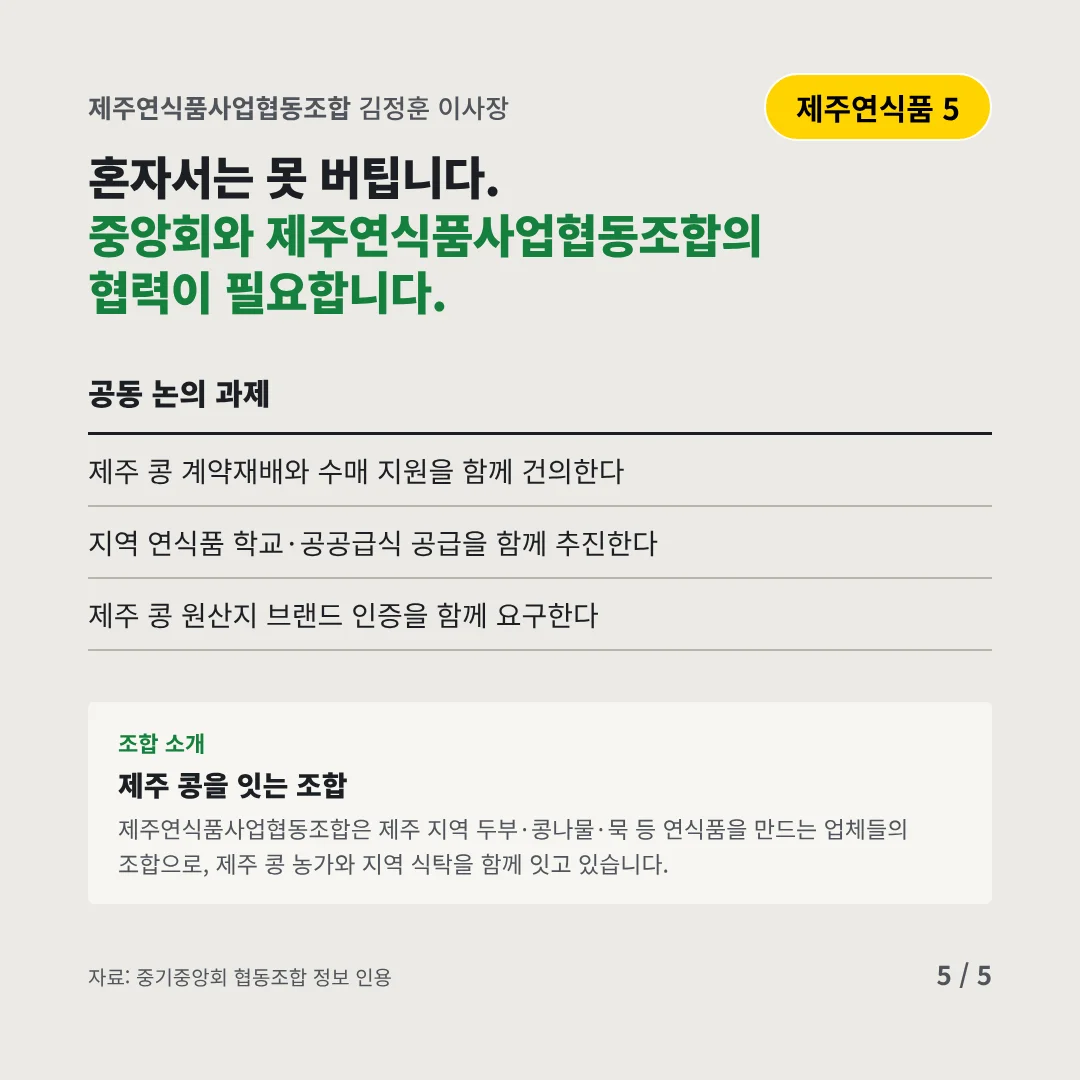 제주연식품사업협동조합 김정훈 이사장
제주연식품 5
혼자서는 못 버팁니다.
중앙회와 제주연식품사업협동조합의
협력이 필요합니다.
공동 논의 과제
제주 콩 계약재배와 수매 지원을 함께 건의한다
지역 연식품 학교·공공급식 공급을 함께 추진한다
제주 콩 원산지 브랜드 인증을 함께 요구한다
조합 소개
제주 콩을 잇는 조합
제주연식품사업협동조합은 제주 지역 두부·콩나물·묵 등 연식품을 만드는 업체들의
조합으로, 제주 콩 농가와 지역 식탁을 함께 잇고 있습니다.
자료: 중기중앙회 협동조합 정보 인용
5 / 5